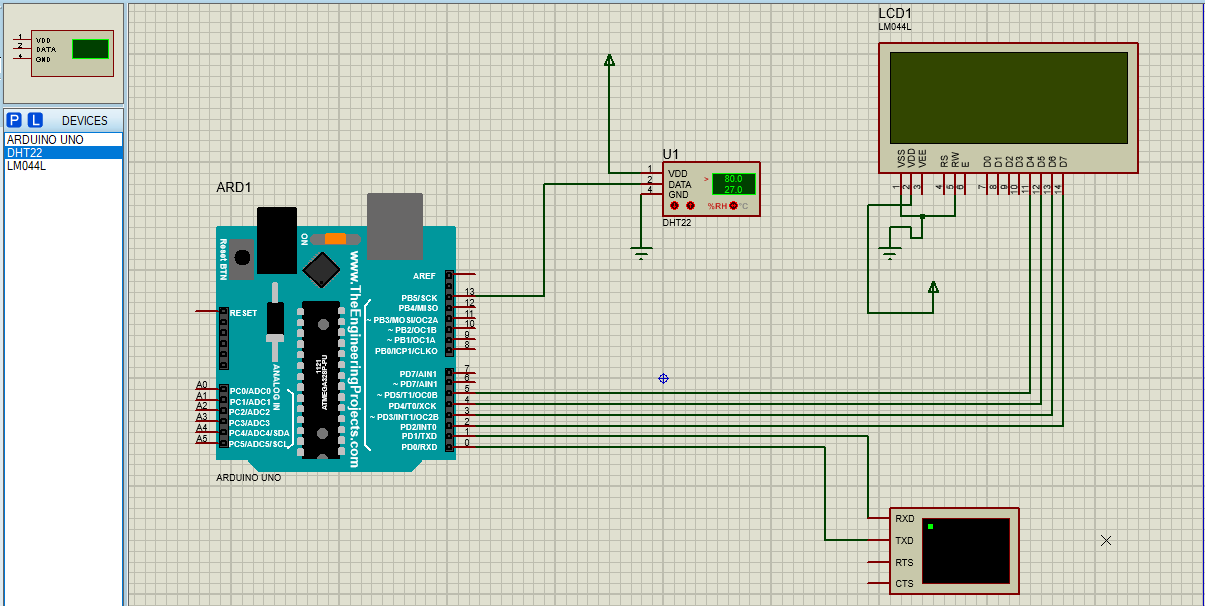 1
2
4
VDD
DATA
GND
P L DEVICES
ARDUINO UNO
DHT22
LM044L
LCD1
LM044L
VSS
VDD
VEE
RS
RW
E
D0
D1
D2
D3
D4
D5
D6
D7
1
2
3
4
5
6
7
8
9
10
11
12
13
14
U1
1
2
4
VDD
DATA
GND
>
80.0
27.0
%RH
°C
DHT22
ARD1
Reset BTN
ON
www.TheEngineeringProjects.com
RESET
ANALOG IN
1121
ATMEGA328P-PU
AREF
PB5/SCK
PB4/MISO
~ PB3/MOSI/OC2A
~ PB2/OC1B
~ PB1/OC1A
PB0/ICP1/CLKO
PD7/AIN1
~ PD7/AIN1
~ PD5/T1/OC0B
PD4/T0/XCK
~ PD3/INT1/OC2B
PD2/INT0
PD1/TXD
PD0/RXD
13
12
11
10
9
8
7
6
5
4
3
2
1
0
A0
A1
A2
A3
A4
A5
PC0/ADC0
PC1/ADC1
PC2/ADC2
PC3/ADC3
PC4/ADC4/SDA
PC5/ADC5/SCL
ARDUINO UNO
RXD
TXD
RTS
CTS